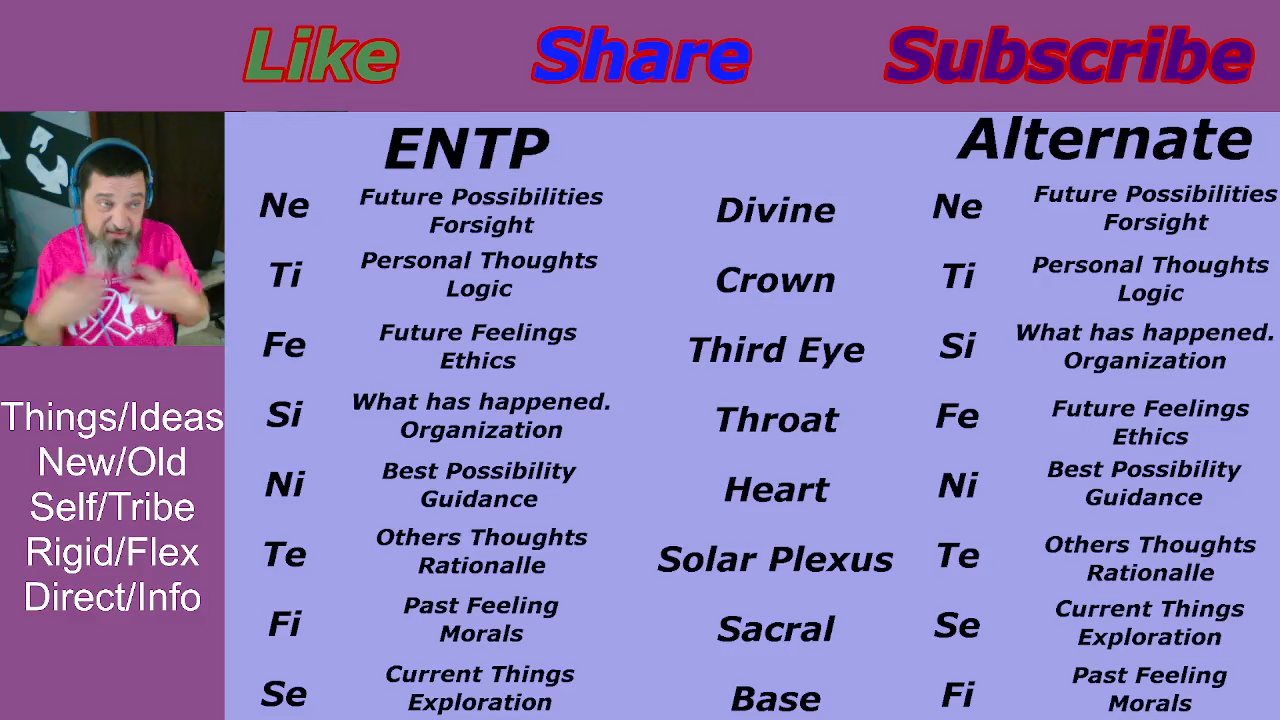 Like Share Subscribe
ENTP Alternate
Ne Future Possibilities Forsight Divine Ne Future Possibilities Forsight
Ti Personal Thoughts Logic Crown Ti Personal Thoughts Logic
Fe Future Feelings Ethics Third Eye Si What has happened. Organization
Si What has happened. Organization Throat Fe Future Feelings Ethics
Ni Best Possibility Guidance Heart Ni Best Possibility Guidance
Te Others Thoughts Rationalle Solar Plexus Te Others Thoughts Rationalle
Fi Past Feeling Morals Sacral Se Current Things Exploration
Se Current Things Exploration Base Fi Past Feeling Morals
Things/Ideas
New/Old
Self/Tribe
Rigid/Flex
Direct/Info